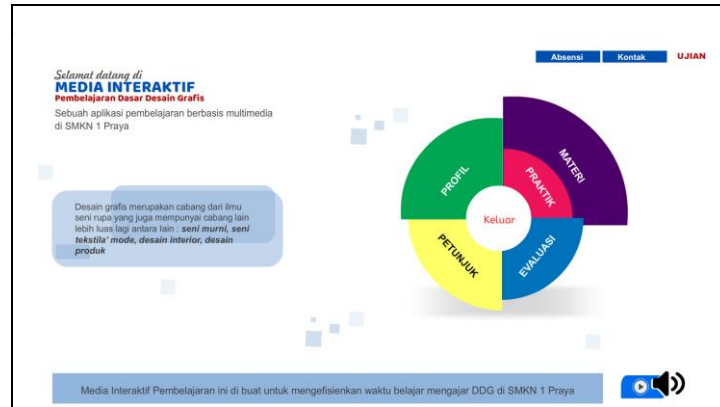 Absensi
Kontak
UJIAN
Selamat datang di
MEDIA INTERAKTIF
Pembelajaran Dasar Desain Grafis
Sebuah aplikasi pembelajaran berbasis multimedia
di SMKN 1 Praya
Desain grafis merupakan cabang dari ilmu
seni rupa yang juga mempunyai cabang lain
lebih luas lagi antara lain : seni murni, seni
tekstila' mode, desain interior, desain
produk
PROFIL
MATERI
PRAKTIK
Keluar
PETUNJUK
EVALUASI
Media Interaktif Pembelajaran ini di buat untuk mengefisienkan waktu belajar mengajar DDG di SMKN 1 Praya